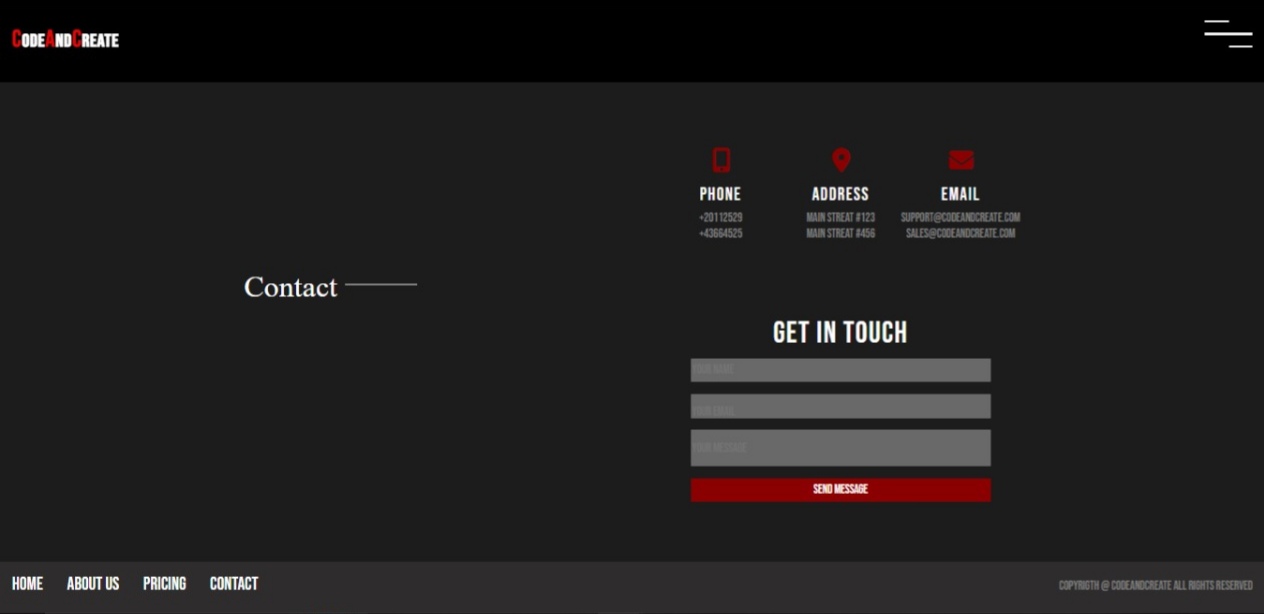 CODEANDCREATE
Contact
PHONE
+20112529
+43664525
ADDRESS
MAIN STREAT #123
MAIN STREAT #456
EMAIL
SUPPORT@CODEANDCREATE.COM
SALES@CODEANDCREATE.COM
GET IN TOUCH
YOUR NAME
YOUR EMAIL
YOUR MESSAGE
SEND MESSAGE
HOME ABOUT US PRICING CONTACT
COPYRIGTH @ CODEANDCREATE ALL RIGHTS RESERVED